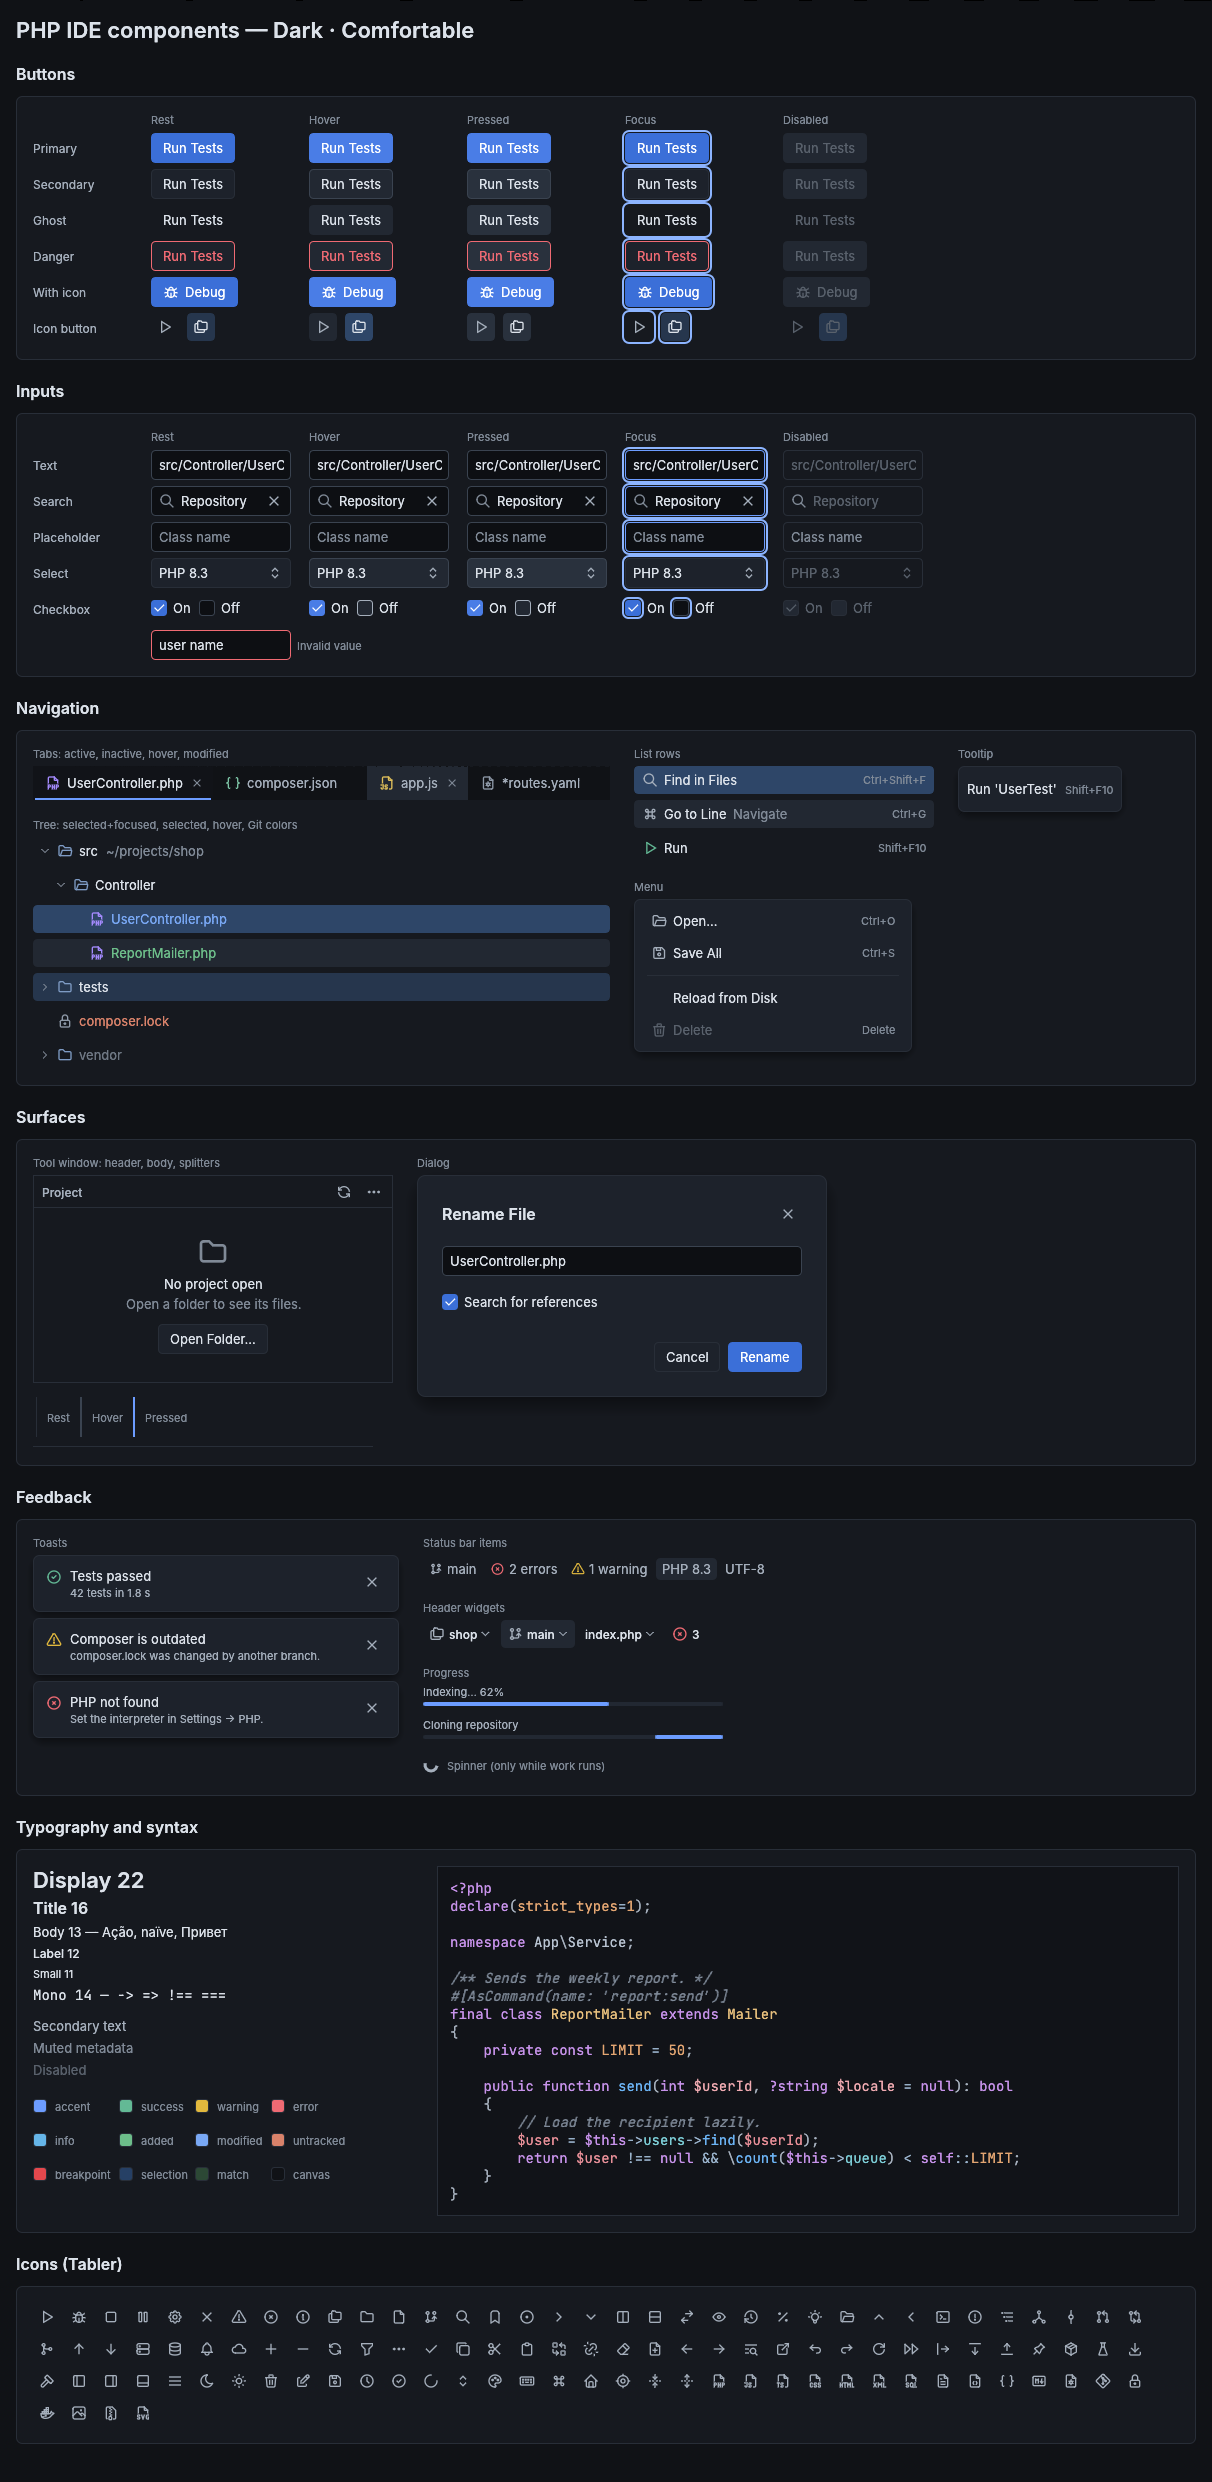 PHP IDE components — Dark · Comfortable
Buttons
Rest Hover Pressed Focus Disabled
Primary Run Tests Run Tests Run Tests Run Tests Run Tests
Secondary Run Tests Run Tests Run Tests Run Tests Run Tests
Ghost Run Tests Run Tests Run Tests Run Tests Run Tests
Danger Run Tests Run Tests Run Tests Run Tests Run Tests
With icon Debug Debug Debug Debug Debug
Icon button
Inputs
Rest Hover Pressed Focus Disabled
Text src/Controller/UserC src/Controller/UserC src/Controller/UserC src/Controller/UserC src/Controller/UserC
Search Repository Repository Repository Repository Repository
Placeholder Class name Class name Class name Class name Class name
Select PHP 8.3 PHP 8.3 PHP 8.3 PHP 8.3 PHP 8.3
Checkbox On Off On Off On Off On Off On Off
user name Invalid value
Navigation
Tabs: active, inactive, hover, modified
UserController.php composer.json app.js *routes.yaml
Tree: selected+focused, selected, hover, Git colors
src ~/projects/shop
Controller
UserController.php
ReportMailer.php
tests
composer.lock
vendor
List rows
Find in Files Ctrl+Shift+F
Go to Line Navigate Ctrl+G
Run Shift+F10
Menu
Open... Ctrl+O
Save All Ctrl+S
Reload from Disk
Delete Delete
Tooltip
Run 'UserTest' Shift+F10
Surfaces
Tool window: header, body, splitters
Project
No project open
Open a folder to see its files.
Open Folder...
Rest Hover Pressed
Dialog
Rename File
UserController.php
Search for references
Cancel Rename
Feedback
Toasts
Tests passed
42 tests in 1.8 s
Composer is outdated
composer.lock was changed by another branch.
PHP not found
Set the interpreter in Settings → PHP.
Status bar items
main 2 errors 1 warning PHP 8.3 UTF-8
Header widgets
shop main index.php 3
Progress
Indexing... 62%
Cloning repository
Spinner (only while work runs)
Typography and syntax
Display 22
Title 16
Body 13 — Ação, naïve, Привет
Label 12
Small 11
Mono 14 — -> => !== ===
Secondary text
Muted metadata
Disabled
accent success warning error
info added modified untracked
breakpoint selection match canvas
<?php
declare(strict_types=1);
namespace App\Service;
/** Sends the weekly report. */
#[AsCommand(name: 'report:send')]
final class ReportMailer extends Mailer
{
private const LIMIT = 50;
public function send(int $userId, ?string $locale = null): bool
{
// Load the recipient lazily.
$user = $this->users->find($userId);
return $user !== null && \count($this->queue) < self::LIMIT;
}
}
Icons (Tabler)